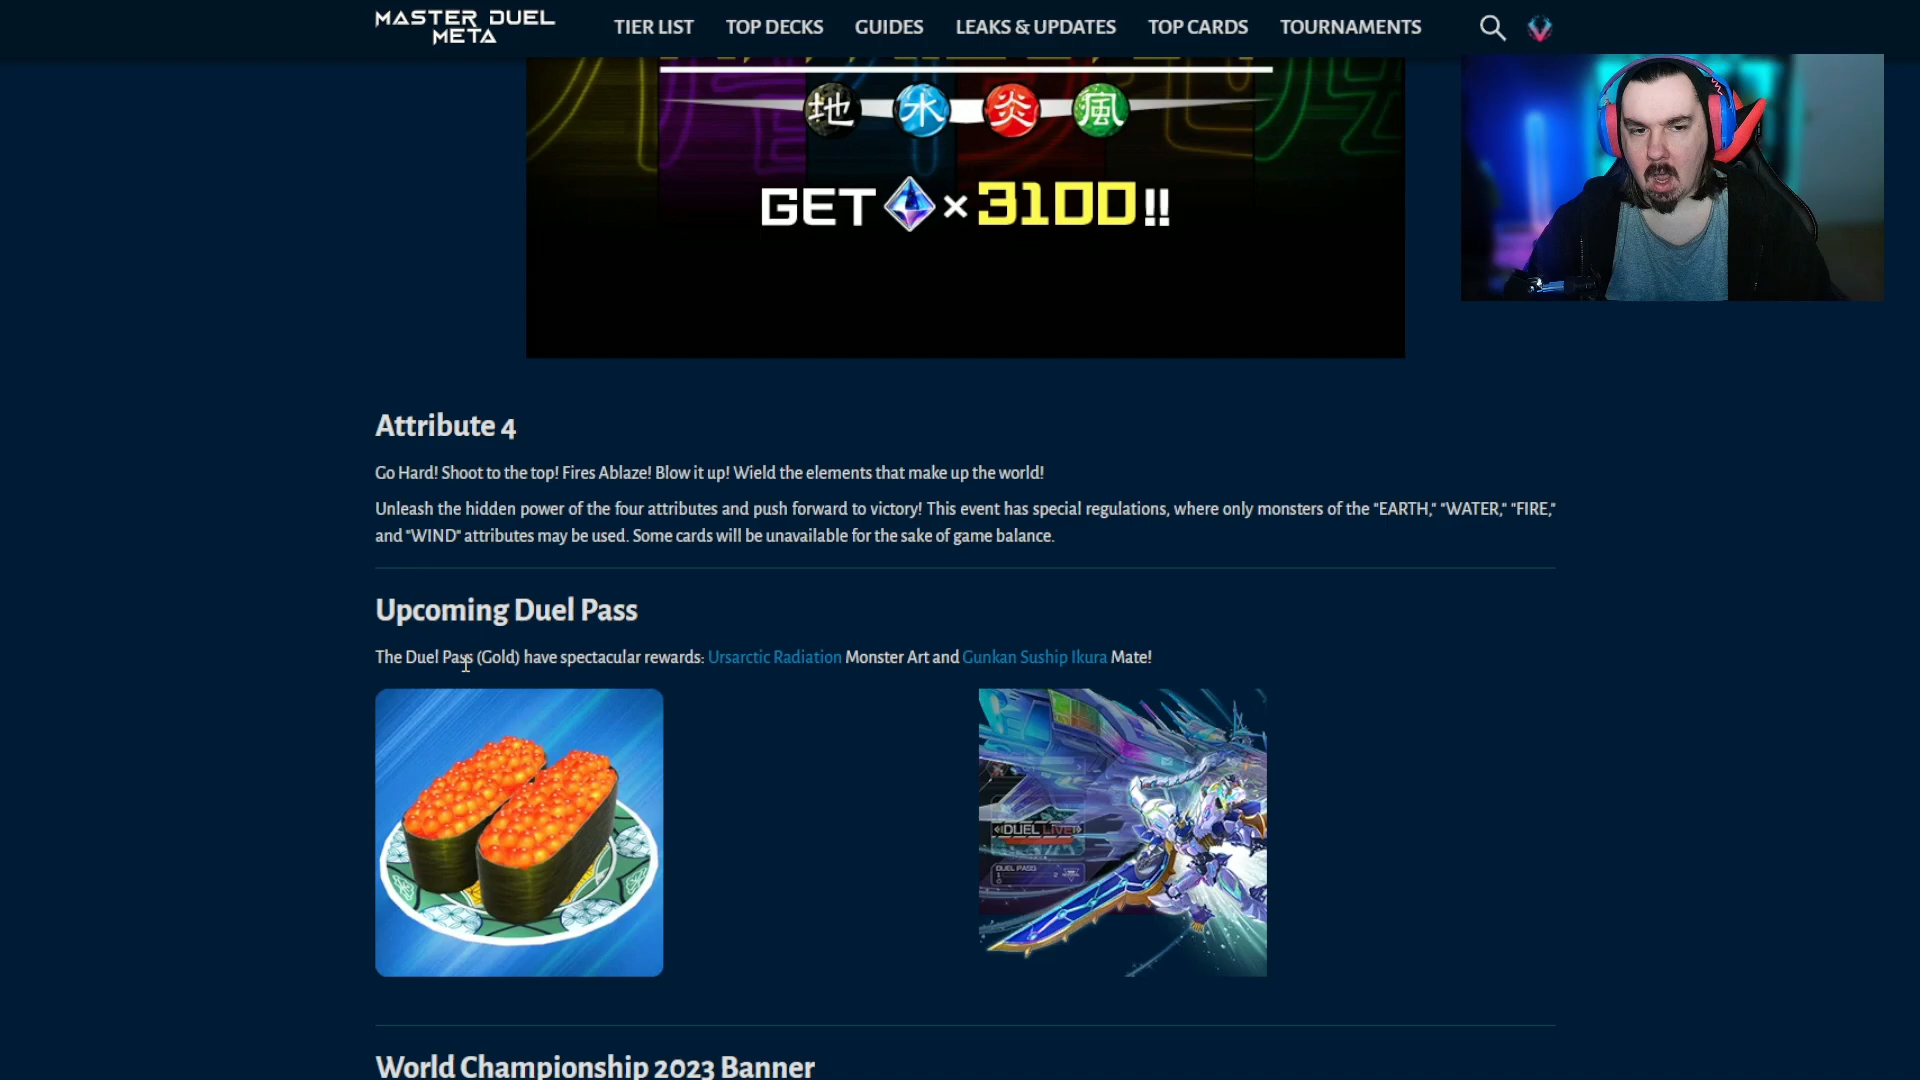 MASTER DUEL
META
TIER LIST
TOP DECKS
GUIDES
LEAKS & UPDATES
TOP CARDS
TOURNAMENTS
地 水 炎 風
GET × 3100!!
Attribute 4
Go Hard! Shoot to the top! Fires Ablaze! Blow it up! Wield the elements that make up the world!
Unleash the hidden power of the four attributes and push forward to victory! This event has special regulations, where only monsters of the "EARTH," "WATER," "FIRE,"
and "WIND" attributes may be used. Some cards will be unavailable for the sake of game balance.
Upcoming Duel Pass
The Duel Pass (Gold) have spectacular rewards: Ursarctic Radiation Monster Art and Gunkan Suship Ikura Mate!
DUEL LIVE
DUEL PASS
World Championship 2023 Banner